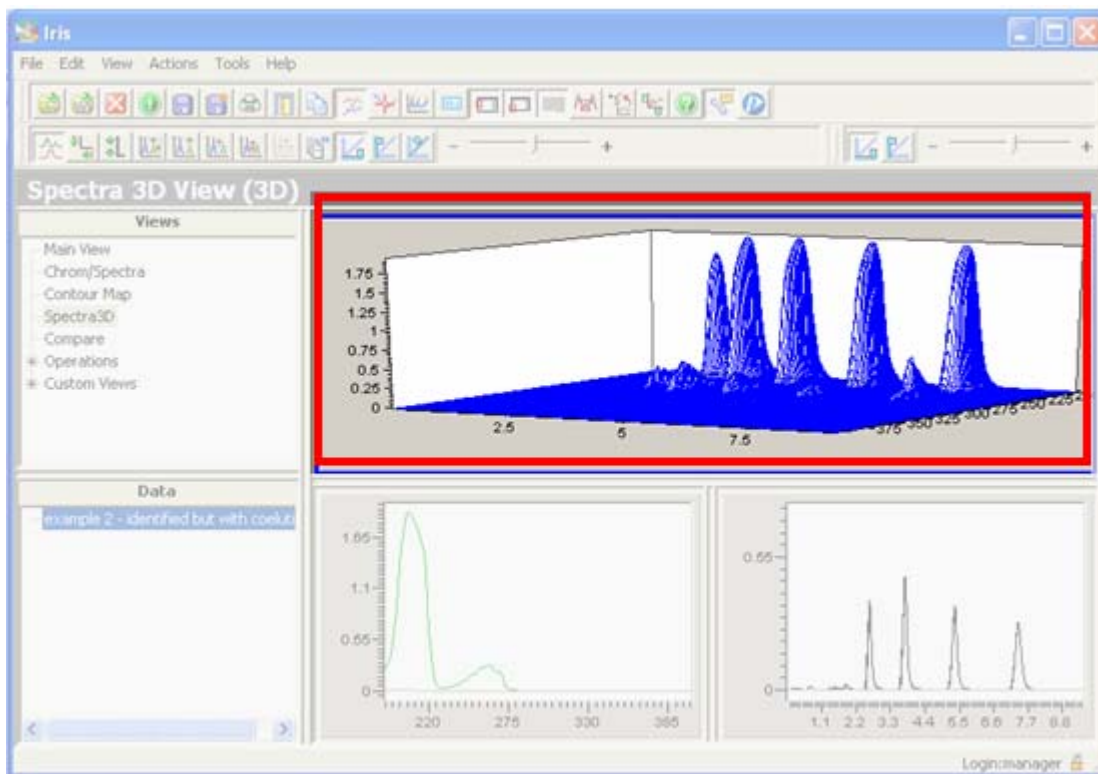 Iris
File Edit View Actions Tools Help
- +
- +
Spectra 3D View (3D)
Views
Main View
Chrom/Spectra
Contour Map
Spectra3D
Compare
Operations
Custom Views
1.75
1.5
1.25
1
0.75
0.5
0.25
0
2.5 5 7.5
375 350 325 300 275 250 225
Data
example 2 - identified but with coelut
1.65
1.1
0.55
0
220 275 330 385
0.55
0
1.1 2.2 3.3 4.4 5.5 6.6 7.7 8.8
Login:manager